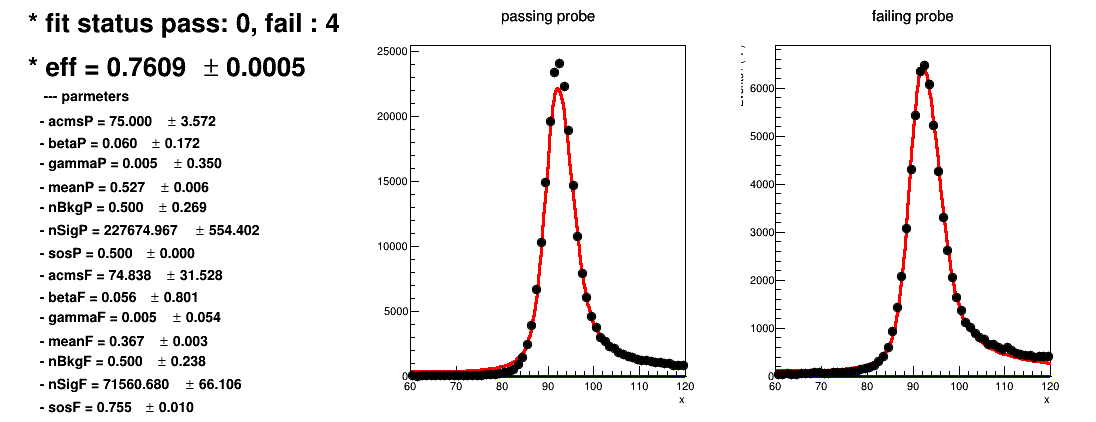 * fit status pass: 0, fail : 4
* eff = 0.7609 ± 0.0005
--- parmeters
- acmsP = 75.000 ± 3.572
- betaP = 0.060 ± 0.172
- gammaP = 0.005 ± 0.350
- meanP = 0.527 ± 0.006
- nBkgP = 0.500 ± 0.269
- nSigP = 227674.967 ± 554.402
- sosP = 0.500 ± 0.000
- acmsF = 74.838 ± 31.528
- betaF = 0.056 ± 0.801
- gammaF = 0.005 ± 0.054
- meanF = 0.367 ± 0.003
- nBkgF = 0.500 ± 0.238
- nSigF = 71560.680 ± 66.106
- sosF = 0.755 ± 0.010
passing probe
25000
20000
15000
10000
5000
0
60 70 80 90 100 110 120
x
failing probe
6000
5000
4000
3000
2000
1000
0
60 70 80 90 100 110 120
x